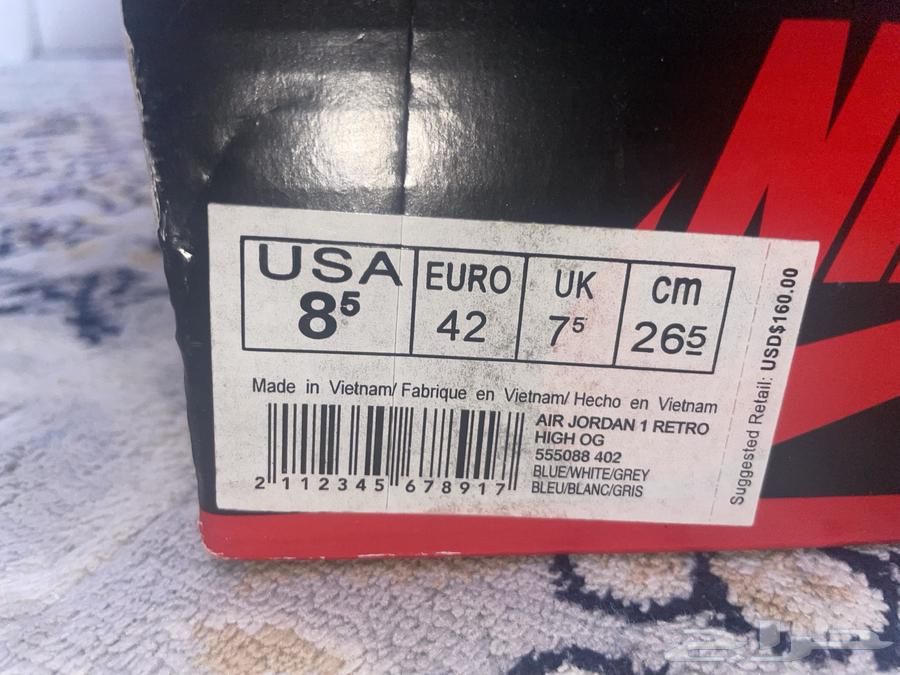 USA
8⁵
EURO
42
UK
7⁵
cm
26⁵
Made in Vietnam/ Fabrique en Vietnam/ Hecho en Vietnam
2 112345 678917
AIR JORDAN 1 RETRO
HIGH OG
555088 402
BLUE/WHITE/GREY
BLEU/BLANC/GRIS
Suggested Retail: USD$160.00
حراج